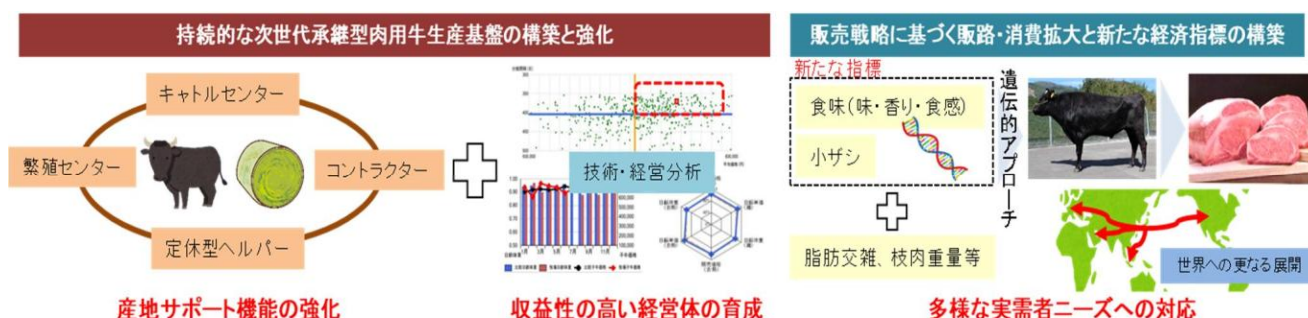 持続的な次世代承継型肉用牛生産基盤の構築と強化
キャトルセンター
繁殖センター
コントラクター
定休型ヘルパー
産地サポート機能の強化
技術・経営分析
収益性の高い経営体の育成
販売戦略に基づく販路・消費拡大と新たな経済指標の構築
新たな指標
食味(味・香り・食感)
小ザシ
脂肪交雑、枝肉重量等
遺伝的アプローチ
世界への更なる展開
多様な実需者ニーズへの対応